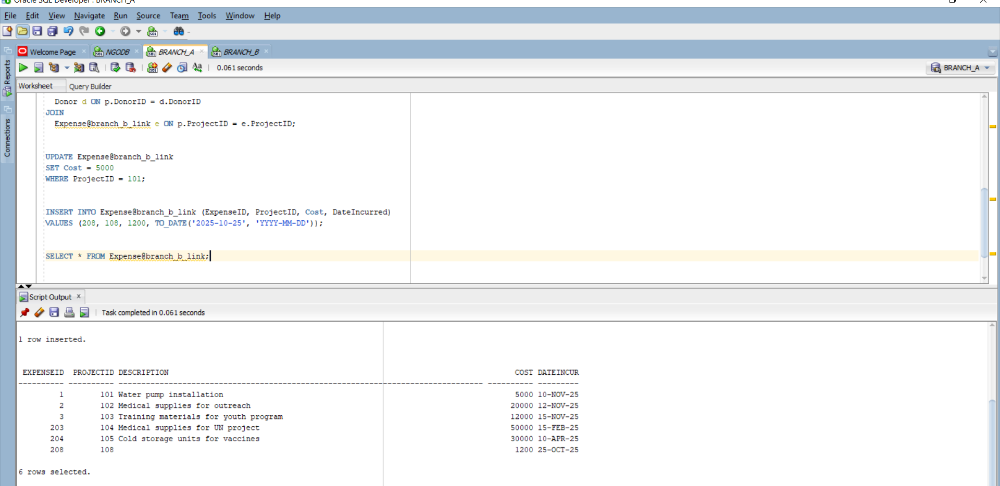 Oracle SQL Developer : BRANCH_A
File Edit View Navigate Run Source Team Tools Window Help
Welcome Page NGODB BRANCH_A BRANCH_B
0.061 seconds BRANCH_A
Reports
Connections
Worksheet Query Builder
Donor d ON p.DonorID = d.DonorID
JOIN
Expense@branch_b_link e ON p.ProjectID = e.ProjectID;
UPDATE Expense@branch_b_link
SET Cost = 5000
WHERE ProjectID = 101;
INSERT INTO Expense@branch_b_link (ExpenseID, ProjectID, Cost, DateIncurred)
VALUES (208, 108, 1200, TO_DATE('2025-10-25', 'YYYY-MM-DD'));
SELECT * FROM Expense@branch_b_link;
Script Output
Task completed in 0.061 seconds
1 row inserted.
EXPENSEID PROJECTID DESCRIPTION COST DATEINCUR
---------- ---------- -------------------------------------------------------------------------------- ---------- ---------
1 101 Water pump installation 5000 10-NOV-25
2 102 Medical supplies for outreach 20000 12-NOV-25
3 103 Training materials for youth program 12000 15-NOV-25
203 104 Medical supplies for UN project 50000 15-FEB-25
204 105 Cold storage units for vaccines 30000 10-APR-25
208 108 1200 25-OCT-25
6 rows selected.